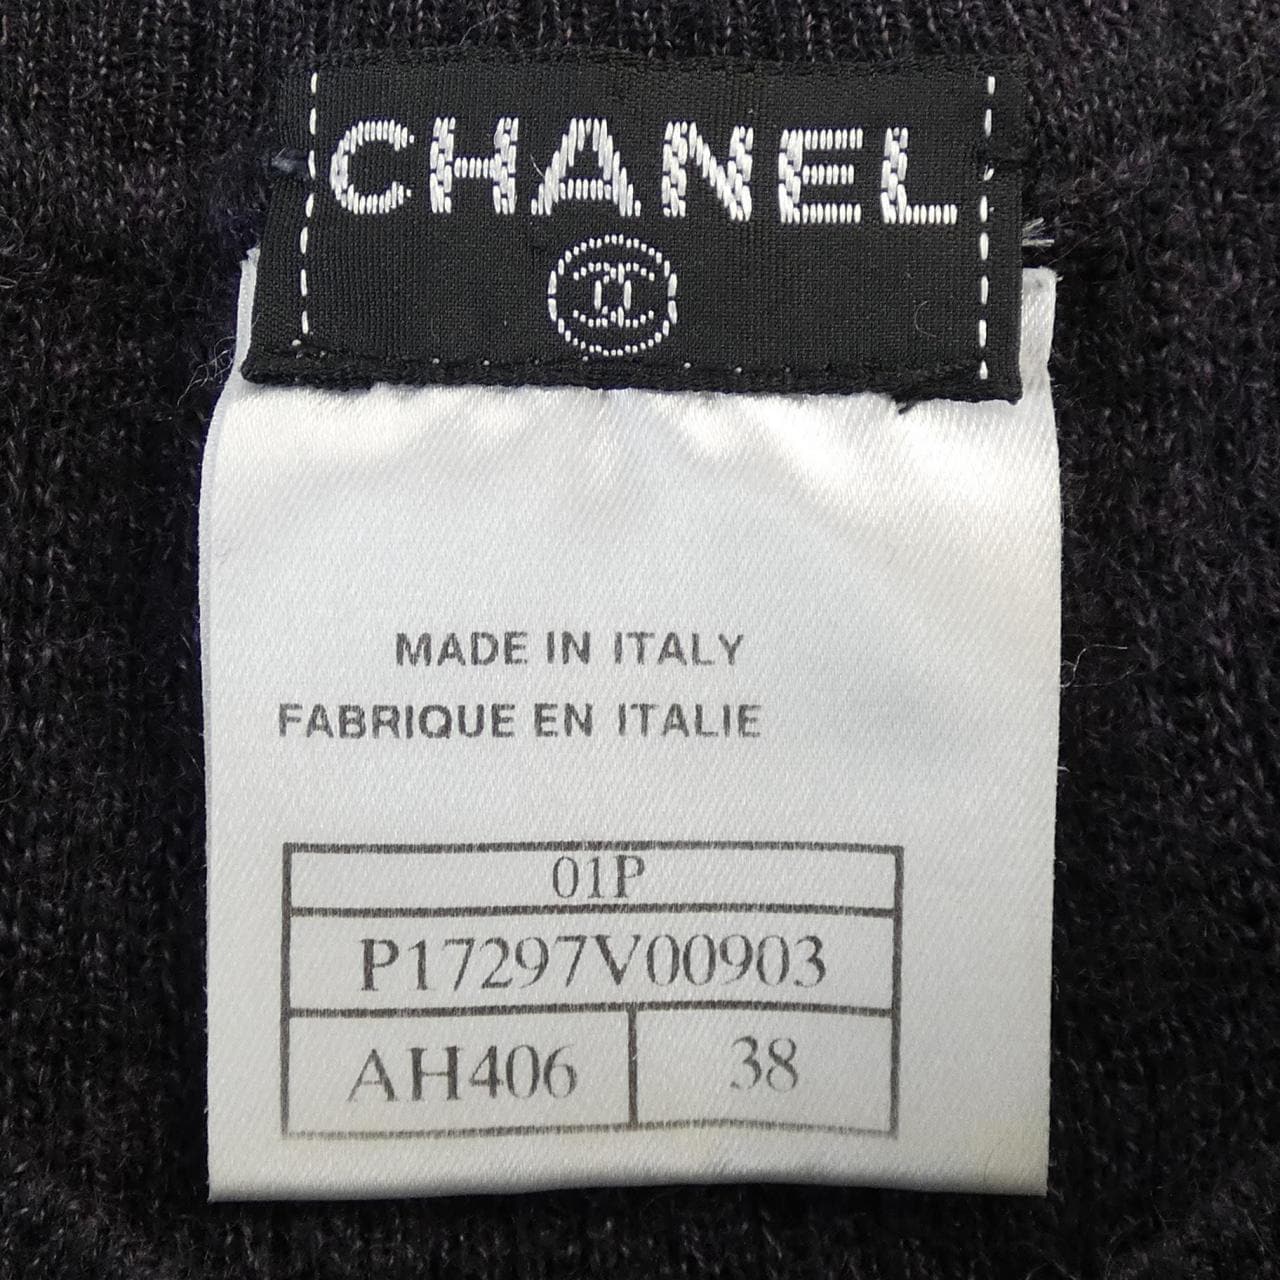 CHANEL
MADE IN ITALY
FABRIQUE EN ITALIE
01P
P17297V00903
AH406 38